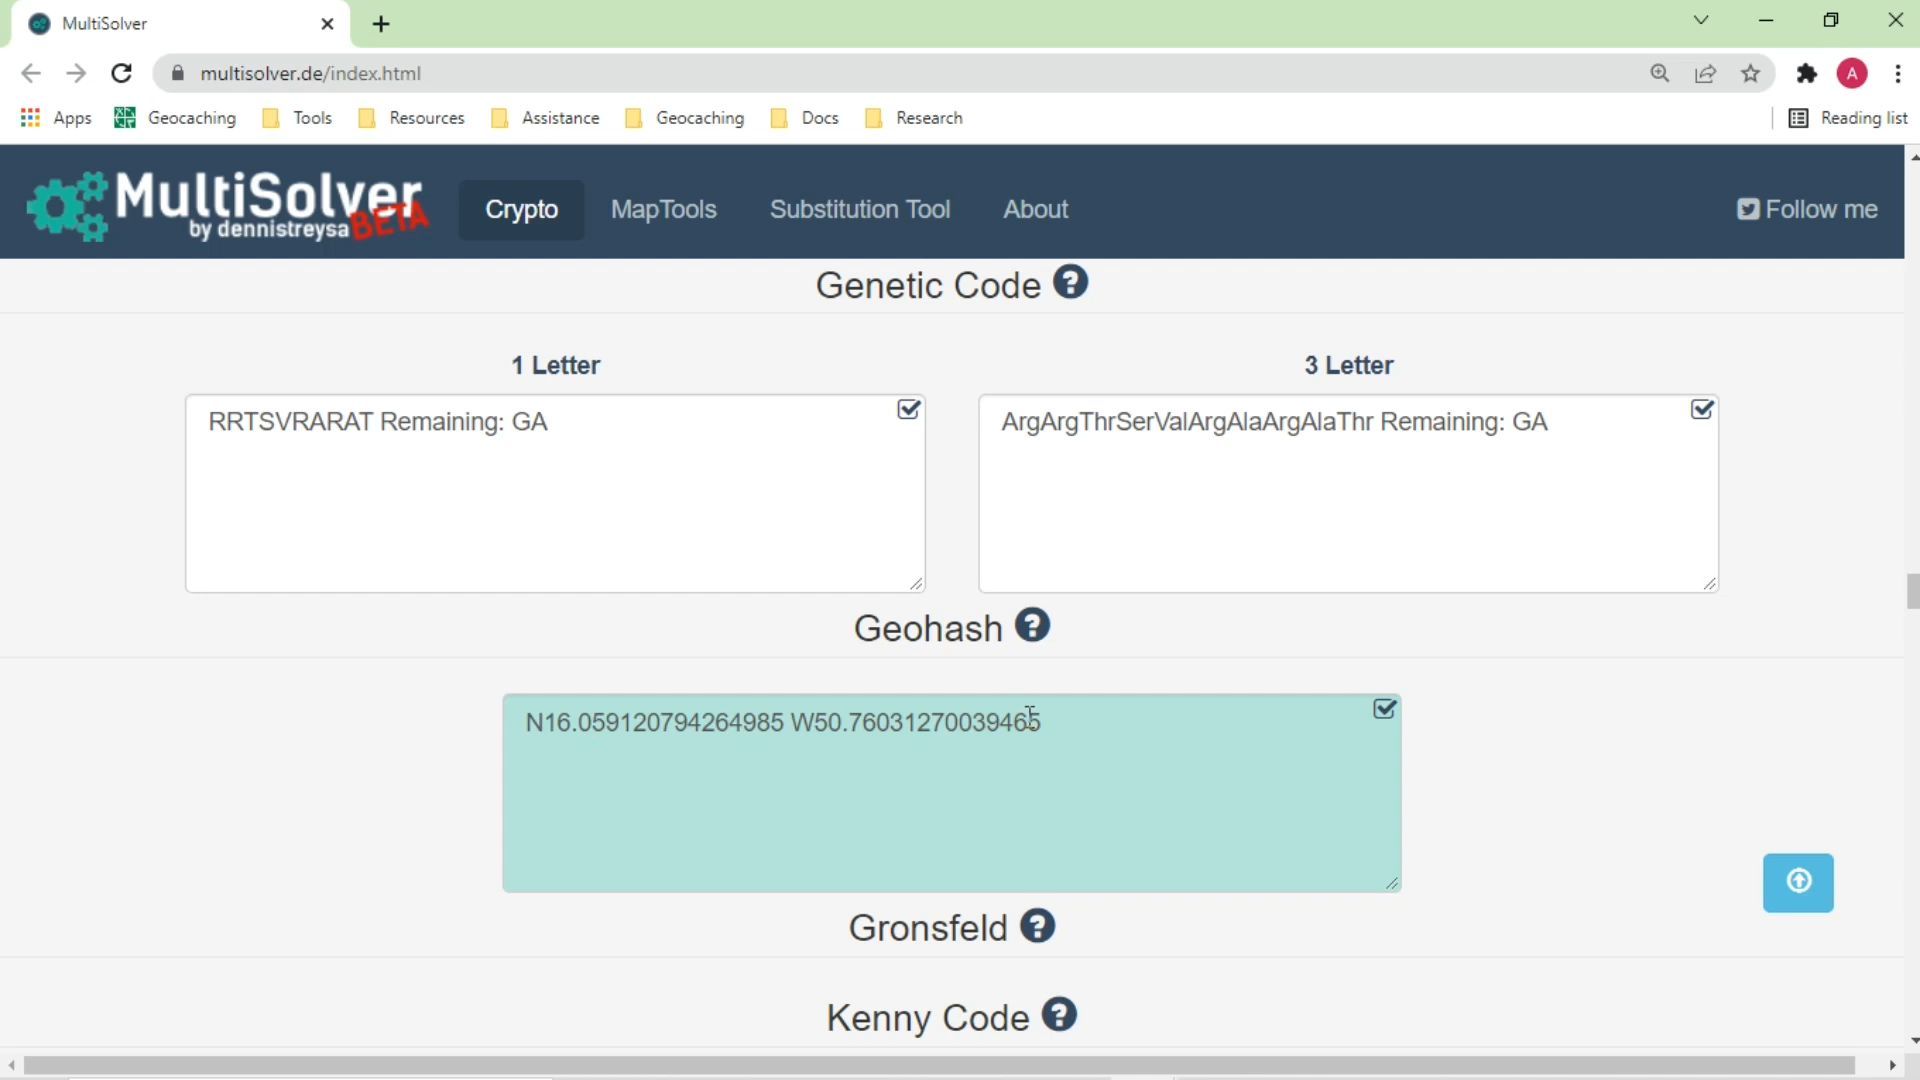 MultiSolver
multisolver.de/index.html
A
Apps Geocaching Tools Resources Assistance Geocaching Docs Research Reading list
MultiSolver
by dennistreysa BETA
Crypto MapTools Substitution Tool About Follow me
Genetic Code ?
1 Letter 3 Letter
RRTSVRARAT Remaining: GA
ArgArgThrSerValArgAlaArgAlaThr Remaining: GA
Geohash ?
N16.059120794264985 W50.76031270039465
Gronsfeld ?
Kenny Code ?